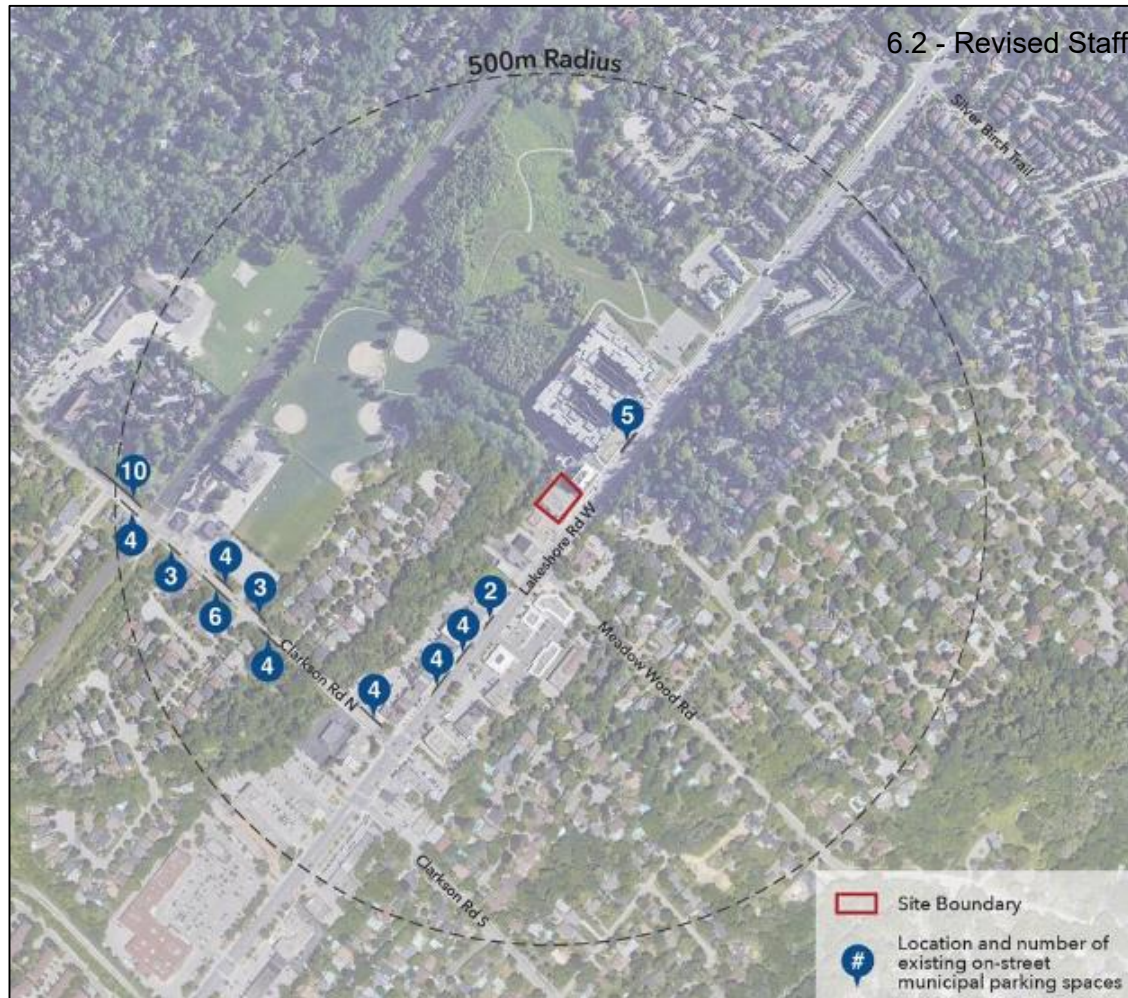 6.2 - Revised Staff
500m Radius
Silver Birch Trail
5
Lakeshore Rd W
10
4
3
4
6
3
4
Clarkson Rd N
2
4
4
4
Meadow Wood Rd
Clarkson Rd S
Site Boundary
#
Location and number of
existing on-street
municipal parking spaces